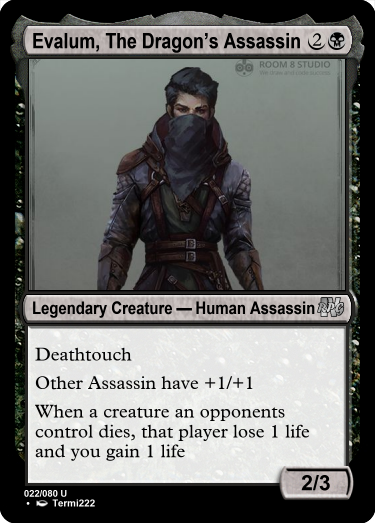 Evalum, The Dragon's Assassin 2
ROOM 8 STUDIO
Legendary Creature — Human Assassin RPG
Deathtouch
Other Assassin have +1/+1
When a creature an opponents
control dies, that player lose 1 life
and you gain 1 life
2/3
022/080 U
• Termi222